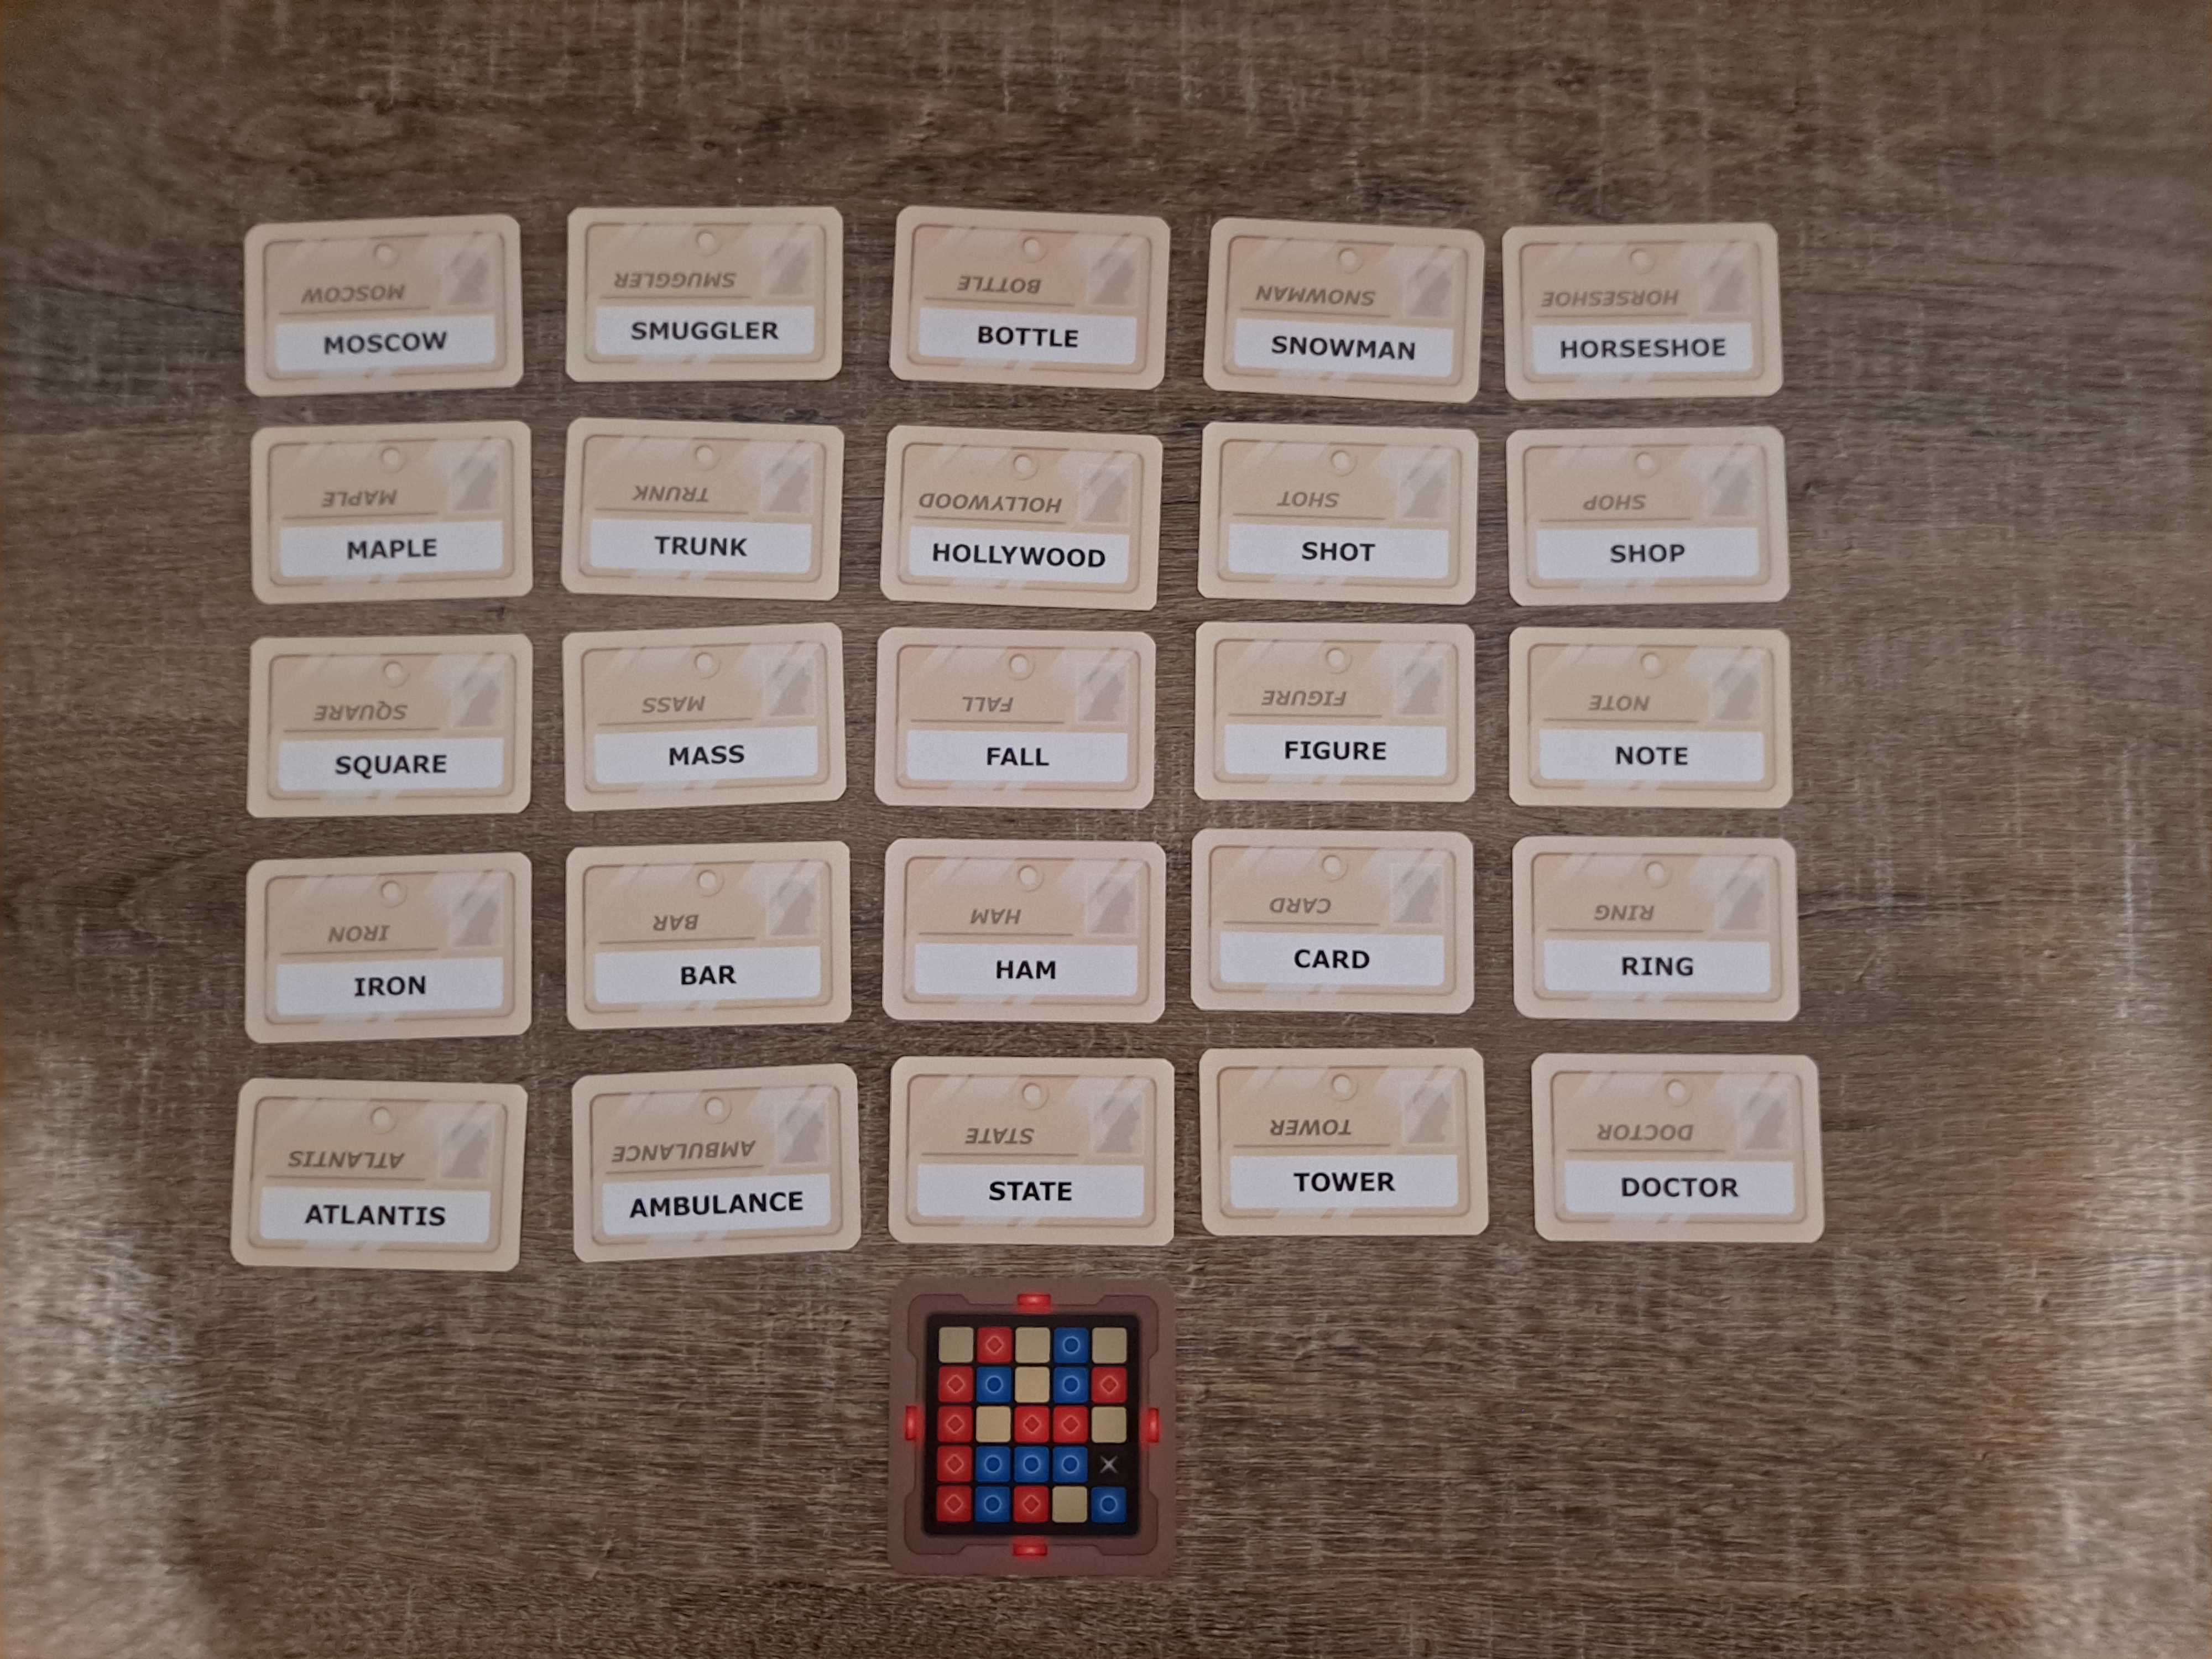 MOSCOW
MOSCOW
SMUGGLER
SMUGGLER
BOTTLE
BOTTLE
SNOWMAN
SNOWMAN
HORSESHOE
HORSESHOE
MAPLE
MAPLE
TRUNK
TRUNK
HOLLYWOOD
HOLLYWOOD
SHOT
SHOT
SHOP
SHOP
SQUARE
SQUARE
MASS
MASS
FALL
FALL
FIGURE
FIGURE
NOTE
NOTE
IRON
IRON
BAR
BAR
HAM
HAM
CARD
CARD
RING
RING
ATLANTIS
ATLANTIS
AMBULANCE
AMBULANCE
STATE
STATE
TOWER
TOWER
DOCTOR
DOCTOR